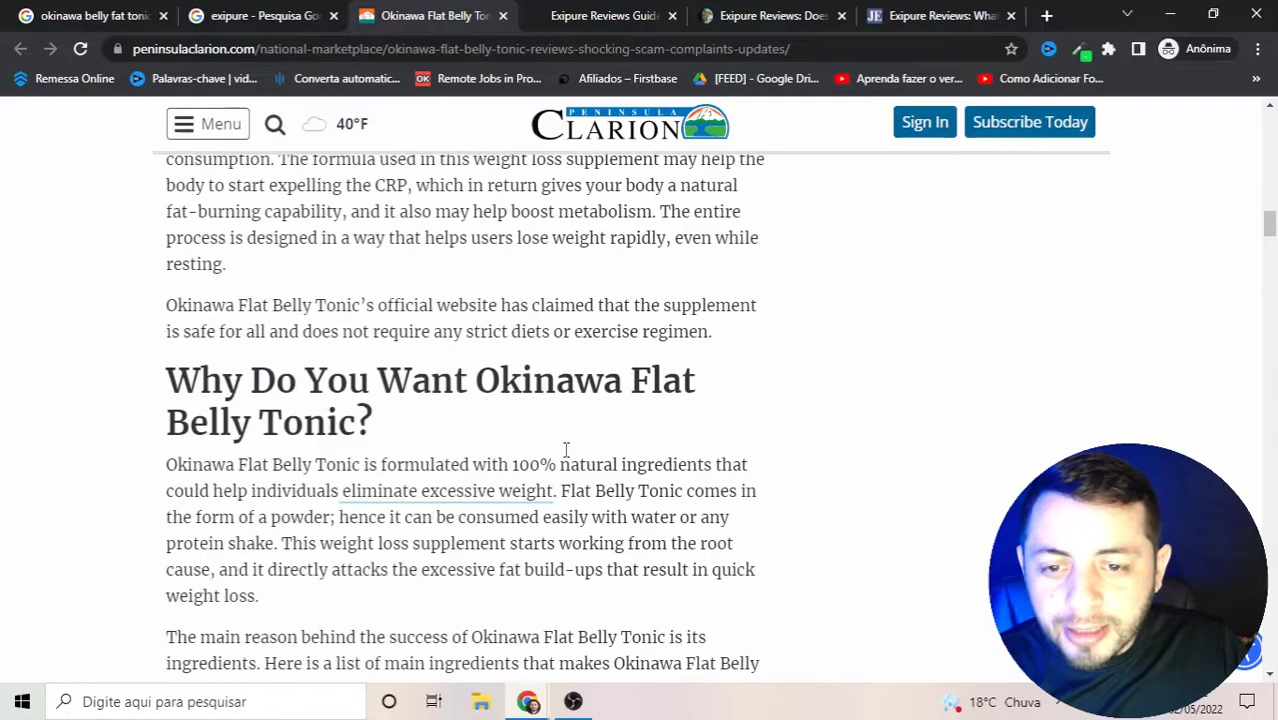 okinawa flat belly fat tonic
exipure - Pesquisa Go
Okinawa Flat Belly To
Exipure Reviews Guide
Exipure Reviews: Does
Exipure Reviews: What
Anônima
peninsulaclarion.com/national-marketplace/okinawa-flat-belly-tonic-reviews-shocking-scam-complaints-updates/
Remessa Online
Palavras-chave | vid...
Converta automatic...
Remote Jobs in Pro...
Afiliados – Firstbase
[FEED] - Google Dri...
Aprenda fazer o ver...
Como Adicionar Fo...
»
Menu
40°F
PENINSULA
CLARION
Sign In
Subscribe Today
consumption. The formula used in this weight loss supplement may help the
body to start expelling the CRP, which in return gives your body a natural
fat-burning capability, and it also may help boost metabolism. The entire
process is designed in a way that helps users lose weight rapidly, even while
resting.
Okinawa Flat Belly Tonic’s official website has claimed that the supplement
is safe for all and does not require any strict diets or exercise regimen.
Why Do You Want Okinawa Flat
Belly Tonic?
Okinawa Flat Belly Tonic is formulated with 100% natural ingredients that
could help individuals eliminate excessive weight. Flat Belly Tonic comes in
the form of a powder; hence it can be consumed easily with water or any
protein shake. This weight loss supplement starts working from the root
cause, and it directly attacks the excessive fat build-ups that result in quick
weight loss.
The main reason behind the success of Okinawa Flat Belly Tonic is its
ingredients. Here is a list of main ingredients that makes Okinawa Flat Belly
Digite aqui para pesquisar
18°C Chuva
/05/2022